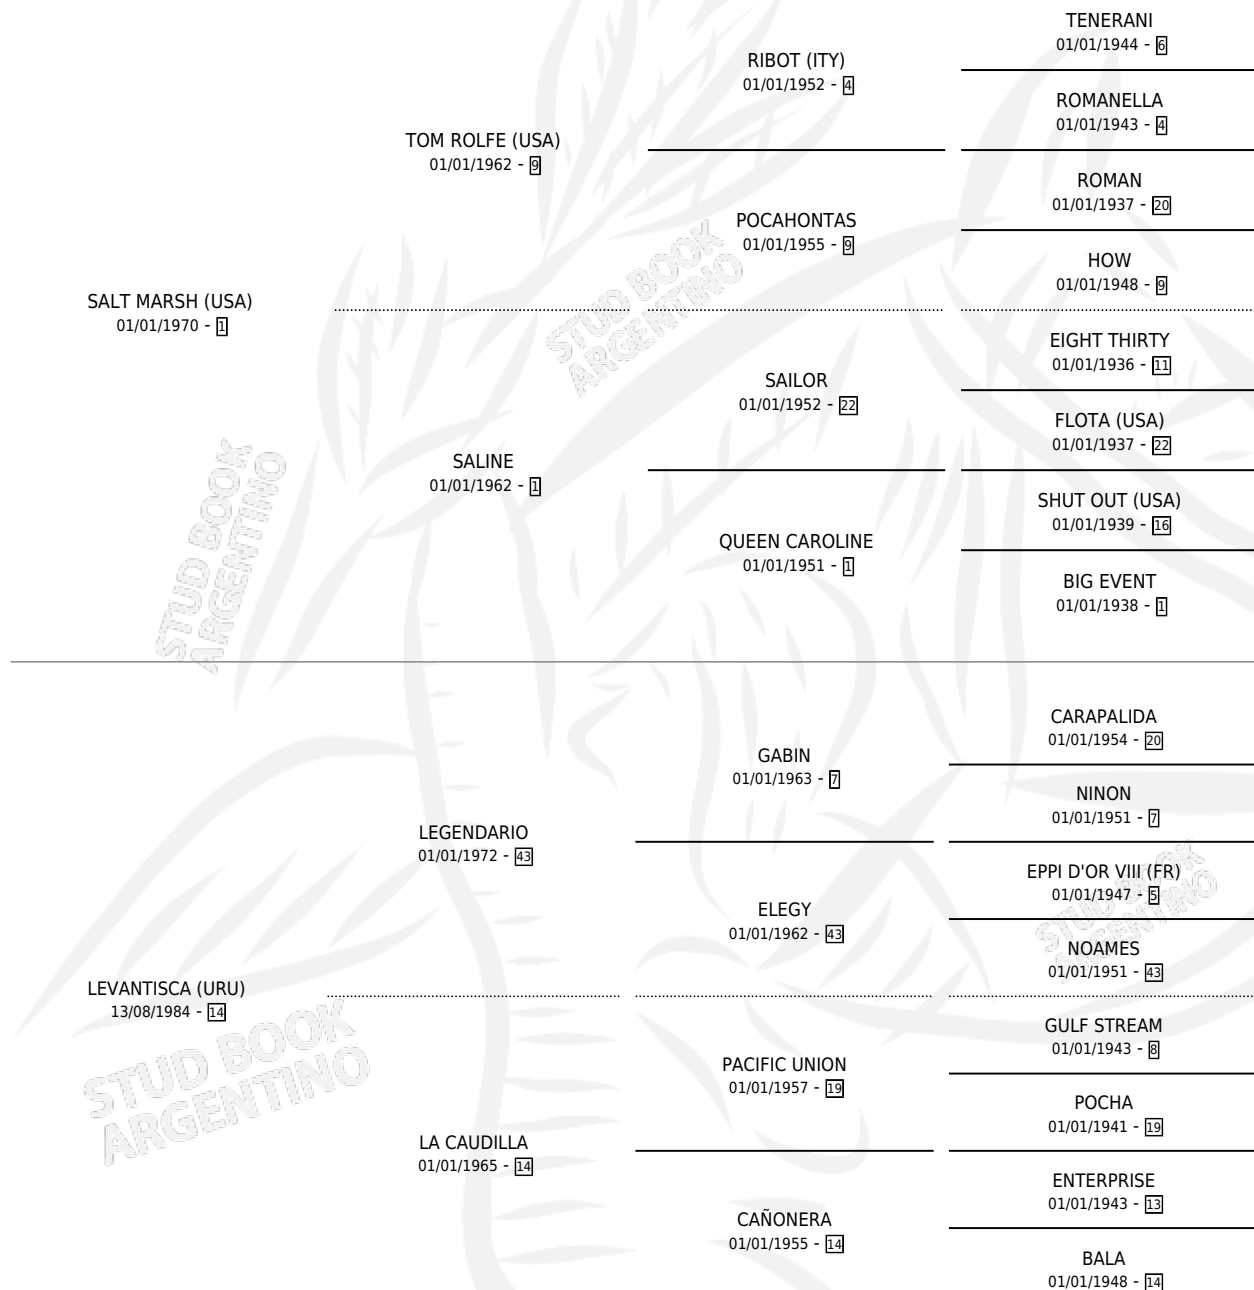 TENERANI
01/01/1944 - 6
RIBOT (ITY)
01/01/1952 - 4
ROMANELLA
01/01/1943 - 4
TOM ROLFE (USA)
01/01/1962 - 9
ROMAN
01/01/1937 - 20
POCAHONTAS
01/01/1955 - 9
HOW
01/01/1948 - 9
SALT MARSH (USA)
01/01/1970 - 1
STUD BOOK
ARGENTINO
EIGHT THIRTY
01/01/1936 - 11
SAILOR
01/01/1952 - 22
FLOTA (USA)
01/01/1937 - 22
SALINE
01/01/1962 - 1
SHUT OUT (USA)
01/01/1939 - 16
QUEEN CAROLINE
01/01/1951 - 1
BIG EVENT
01/01/1938 - 1
STUD BOOK
ARGENTINO
CARAPALIDA
01/01/1954 - 20
GABIN
01/01/1963 - 7
NINON
01/01/1951 - 7
LEGENDARIO
01/01/1972 - 43
EPPI D'OR VIII (FR)
01/01/1947 - 5
ELEGY
01/01/1962 - 43
STUD BOOK
ARGENTINO
NOAMES
01/01/1951 - 43
LEVANTISCA (URU)
13/08/1984 - 14
GULF STREAM
01/01/1943 - 8
STUD BOOK
ARGENTINO
PACIFIC UNION
01/01/1957 - 19
POCHA
01/01/1941 - 19
LA CAUDILLA
01/01/1965 - 14
ENTERPRISE
01/01/1943 - 13
CAÑONERA
01/01/1955 - 14
BALA
01/01/1948 - 14